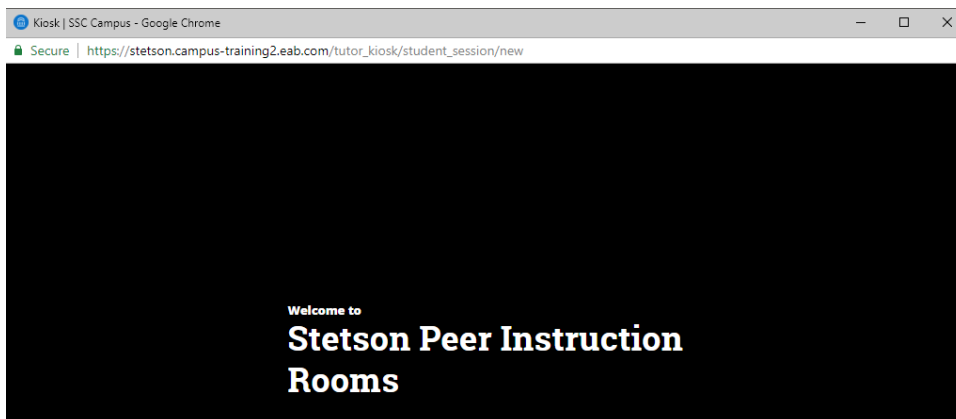 Kiosk | SSC Campus - Google Chrome
Secure | https://stetson.campus-training2.eab.com/tutor_kiosk/student_session/new
Welcome to
Stetson Peer Instruction
Rooms